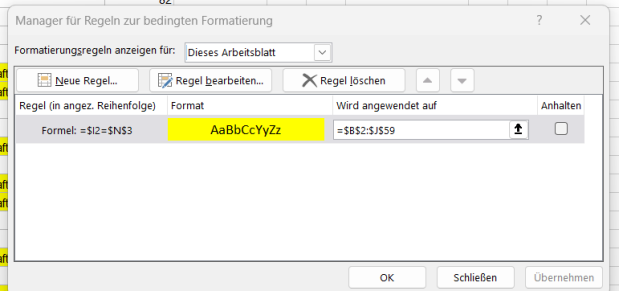 82
Manager für Regeln zur bedingten Formatierung ? ×
Formatierungsregeln anzeigen für: Dieses Arbeitsblatt
Neue Regel... Regel bearbeiten... Regel löschen
Regel (in angez. Reihenfolge) Format Wird angewendet auf Anhalten
Formel: =$I2=$N$3 AaBbCcYyZz =$B$2:$J$59
OK Schließen Übernehmen